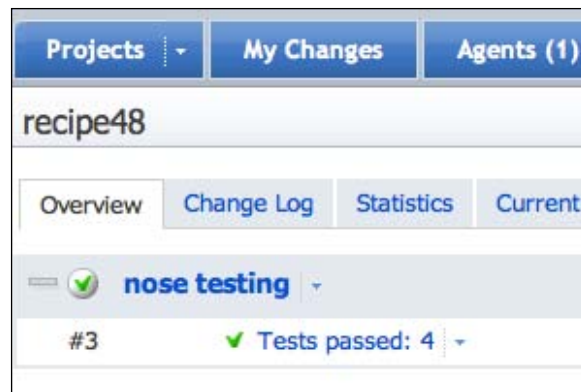 Projects My Changes Agents (1)
recipe48
Overview Change Log Statistics Current
nose testing
#3 Tests passed: 4